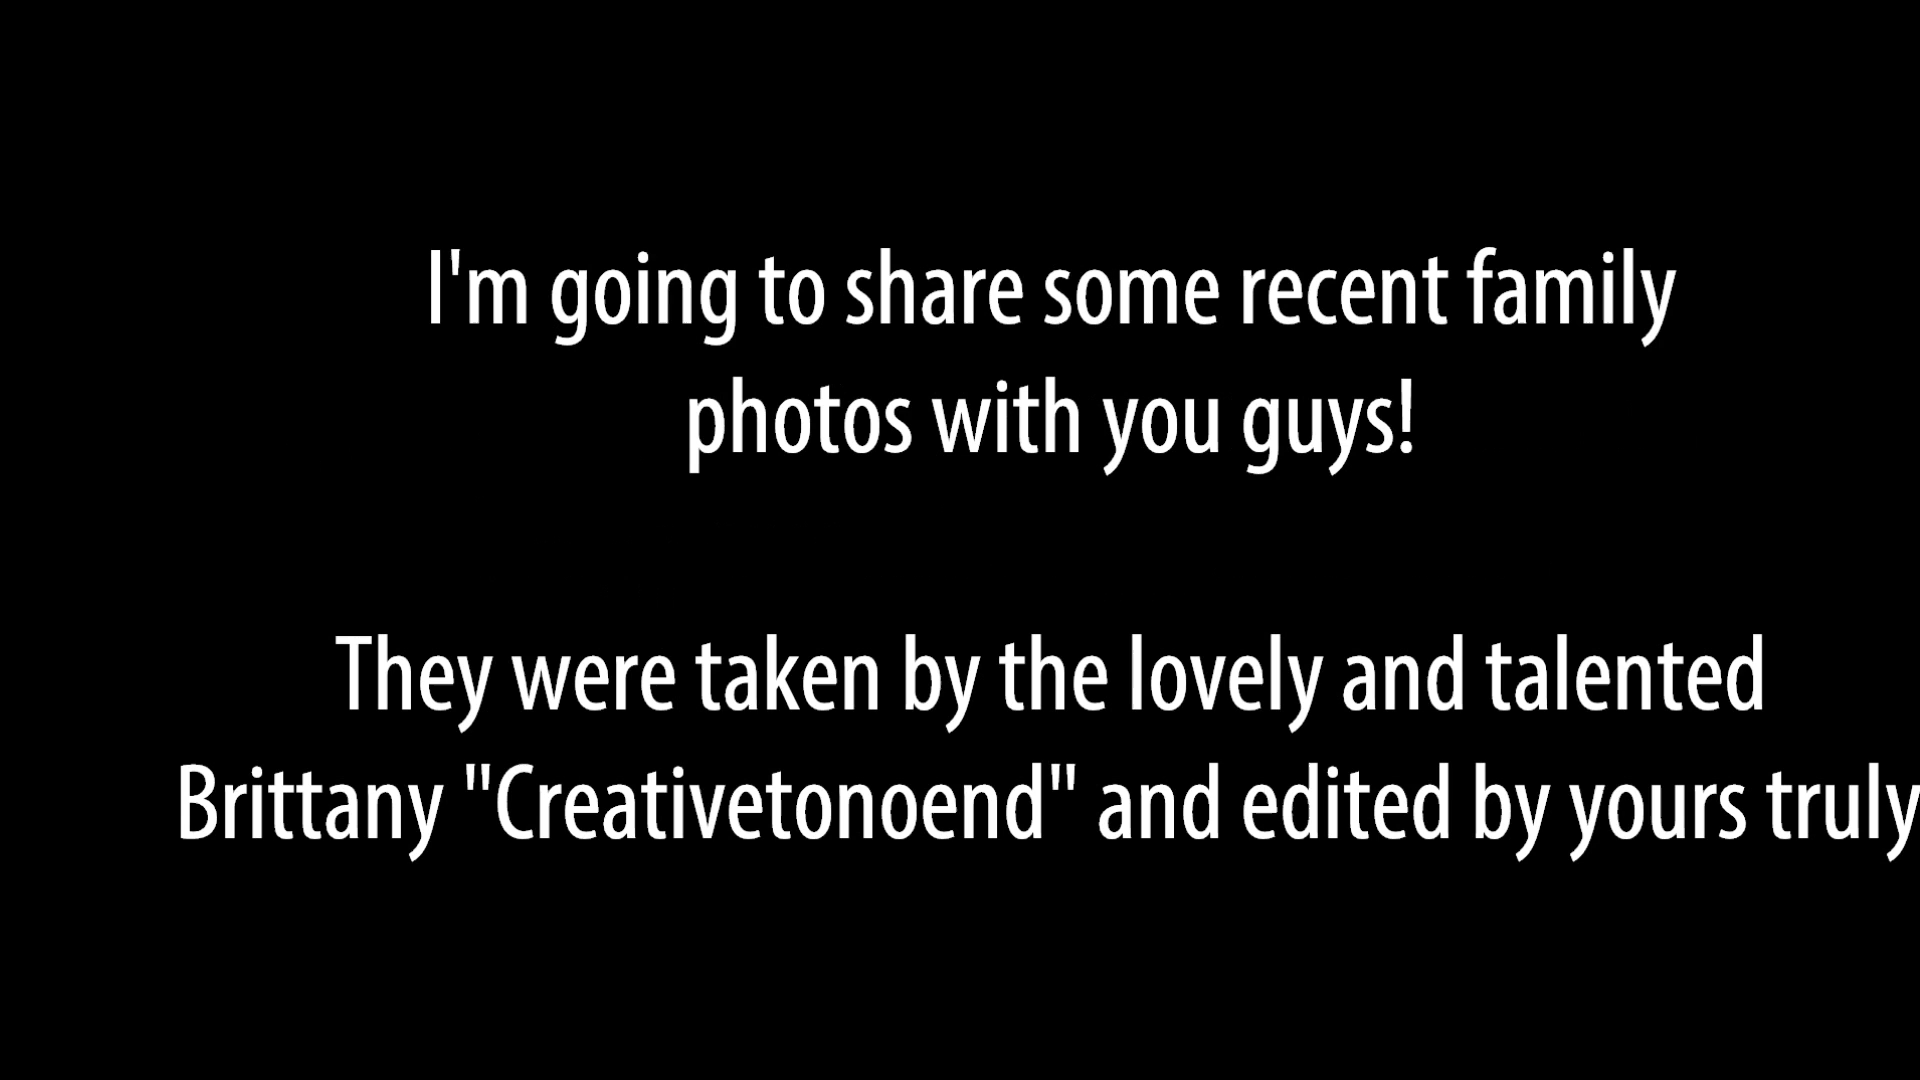 I'm going to share some recent family
photos with you guys!
They were taken by the lovely and talented
Brittany "Creativetonoend" and edited by yours truly